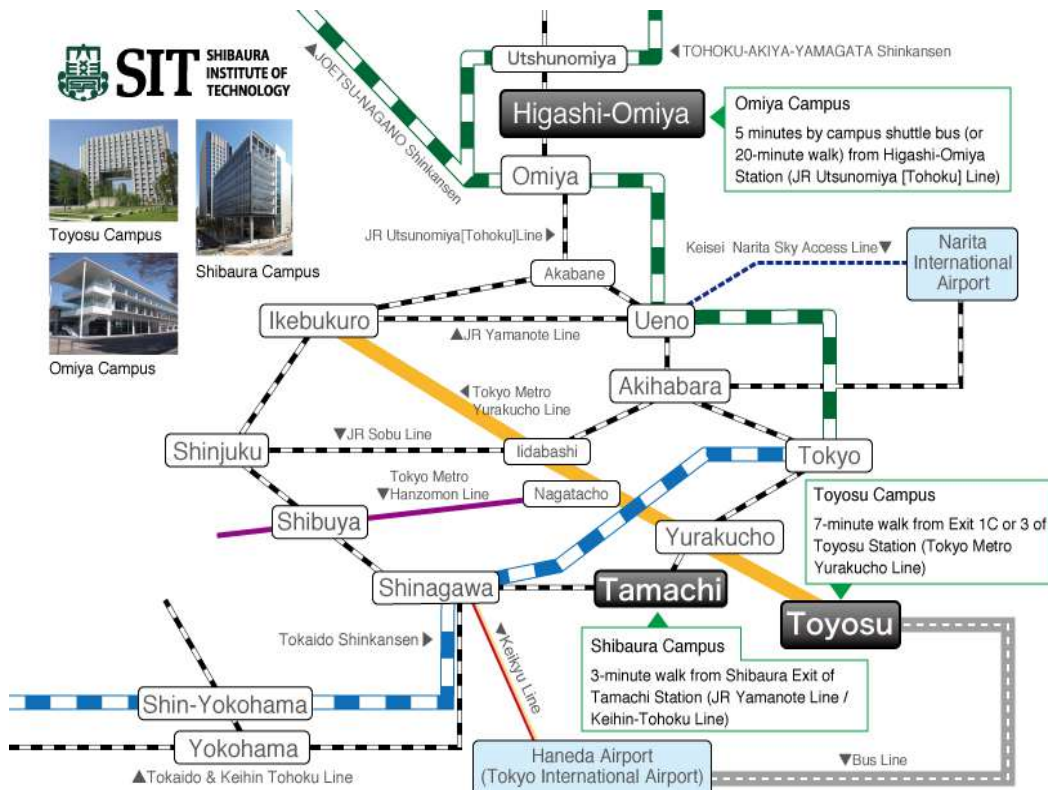 SIT
SHIBAURA
INSTITUTE OF
TECHNOLOGY
Toyosu Campus
Shibaura Campus
Omiya Campus
▲JOETSU-NAGANO Shinkansen
Utshunomiya
◀TOHOKU-AKIYA-YAMAGATA Shinkansen
Higashi-Omiya
Omiya Campus
5 minutes by campus shuttle bus (or
20-minute walk) from Higashi-Omiya
Station (JR Utsunomiya [Tohoku] Line)
Omiya
JR Utsunomiya[Tohoku]Line▶
Keisei Narita Sky Access Line▼
Narita
International
Airport
Akabane
Ikebukuro
▲JR Yamanote Line
Ueno
Akihabara
◀Tokyo Metro
Yurakucho Line
Shinjuku
▼JR Sobu Line
Iidabashi
Tokyo
Tokyo Metro
▼Hanzomon Line
Nagatacho
Shibuya
Yurakucho
Toyosu Campus
7-minute walk from Exit 1C or 3 of
Toyosu Station (Tokyo Metro
Yurakucho Line)
Shinagawa
Tamachi
Toyosu
Tokaido Shinkansen▶
▼Keikyu Line
Shibaura Campus
3-minute walk from Shibaura Exit of
Tamachi Station (JR Yamanote Line /
Keihin-Tohoku Line)
Shin-Yokohama
Yokohama
▲Tokaido & Keihin Tohoku Line
Haneda Airport
(Tokyo International Airport)
▼Bus Line